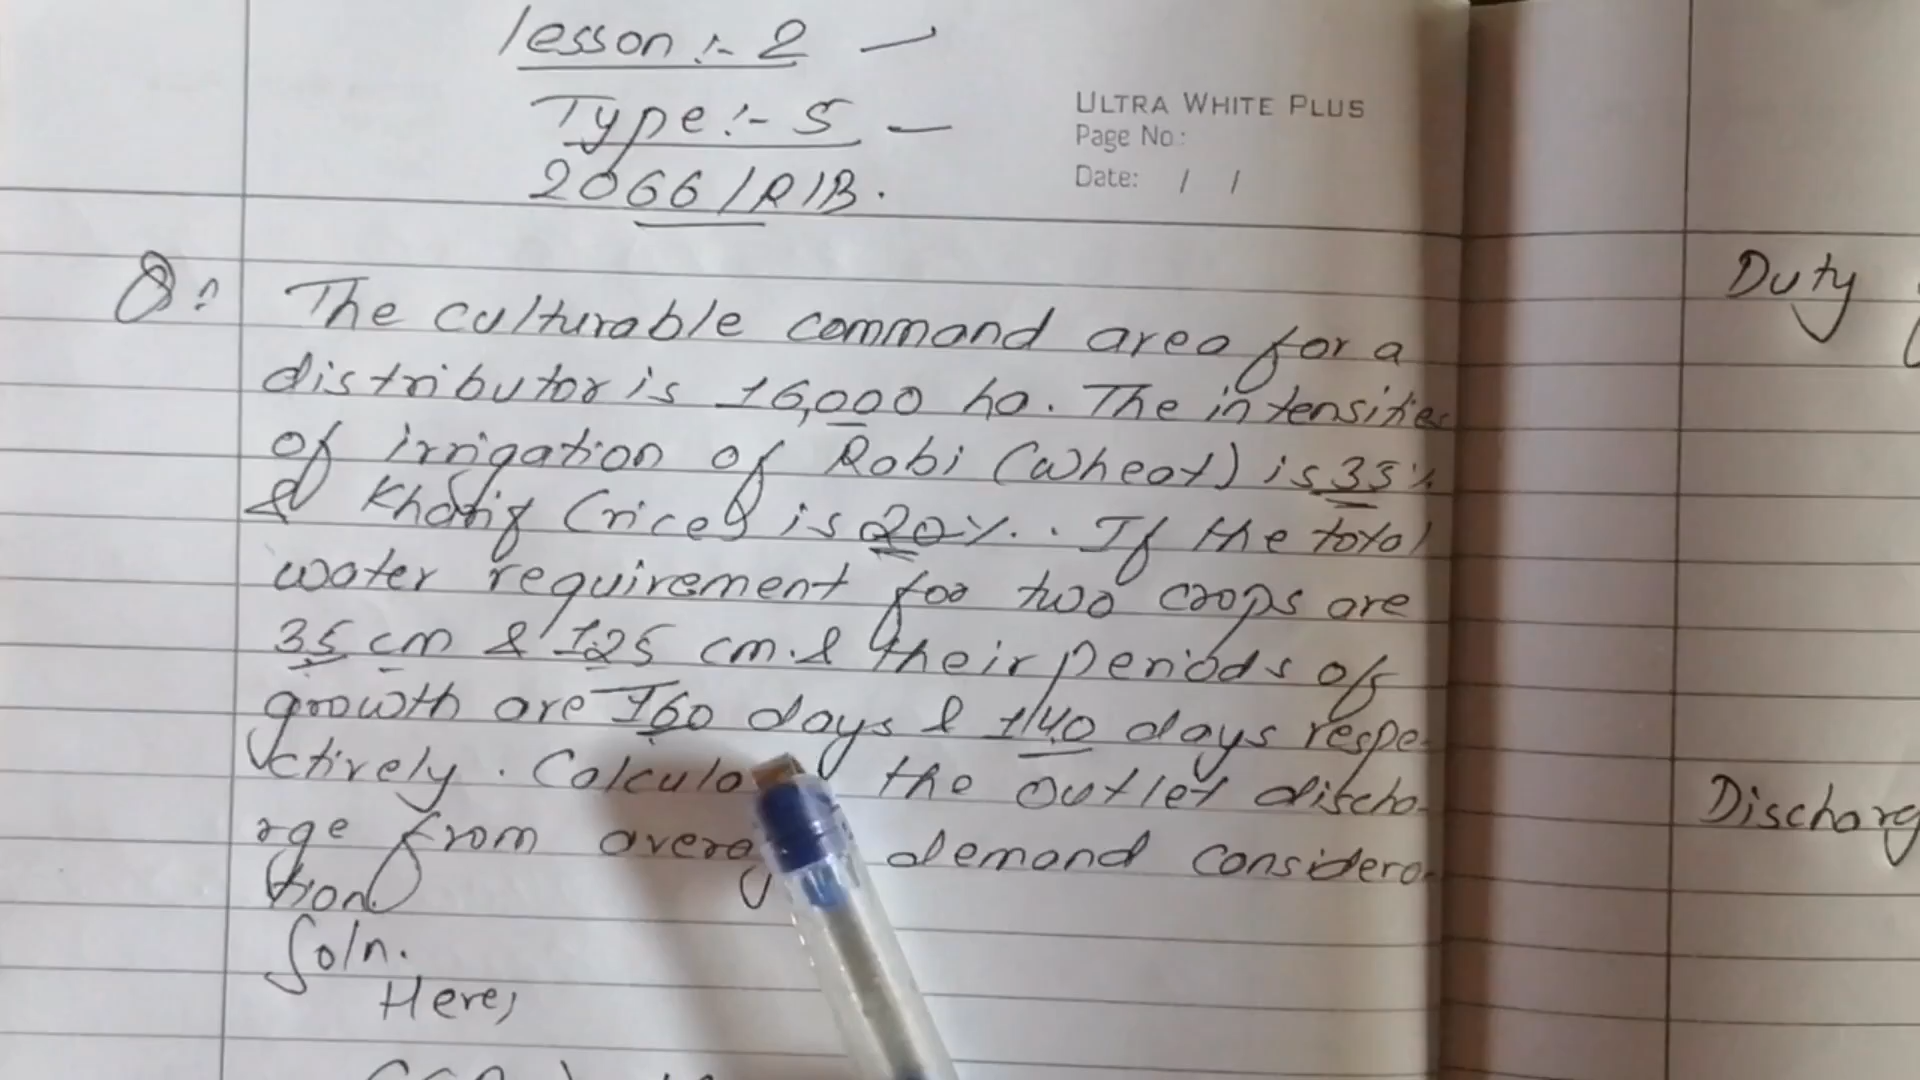 lesson :- 2
Type :- 5
2066/R/B.
ULTRA WHITE PLUS
Page No:
Date: / /
Q:
The culturable command area for a
distributor is 16,000 ha. The intensities
of irrigation of Rabi (wheat) is 35%
& Kharif (rice) is 20%. If the total
water requirement for two crops are
35 cm & 125 cm. & their periods of
growth are 160 days & 140 days respe-
ctively. the outlet discha-
rge from demand considera-
tion
Soln.
Here,
Duty